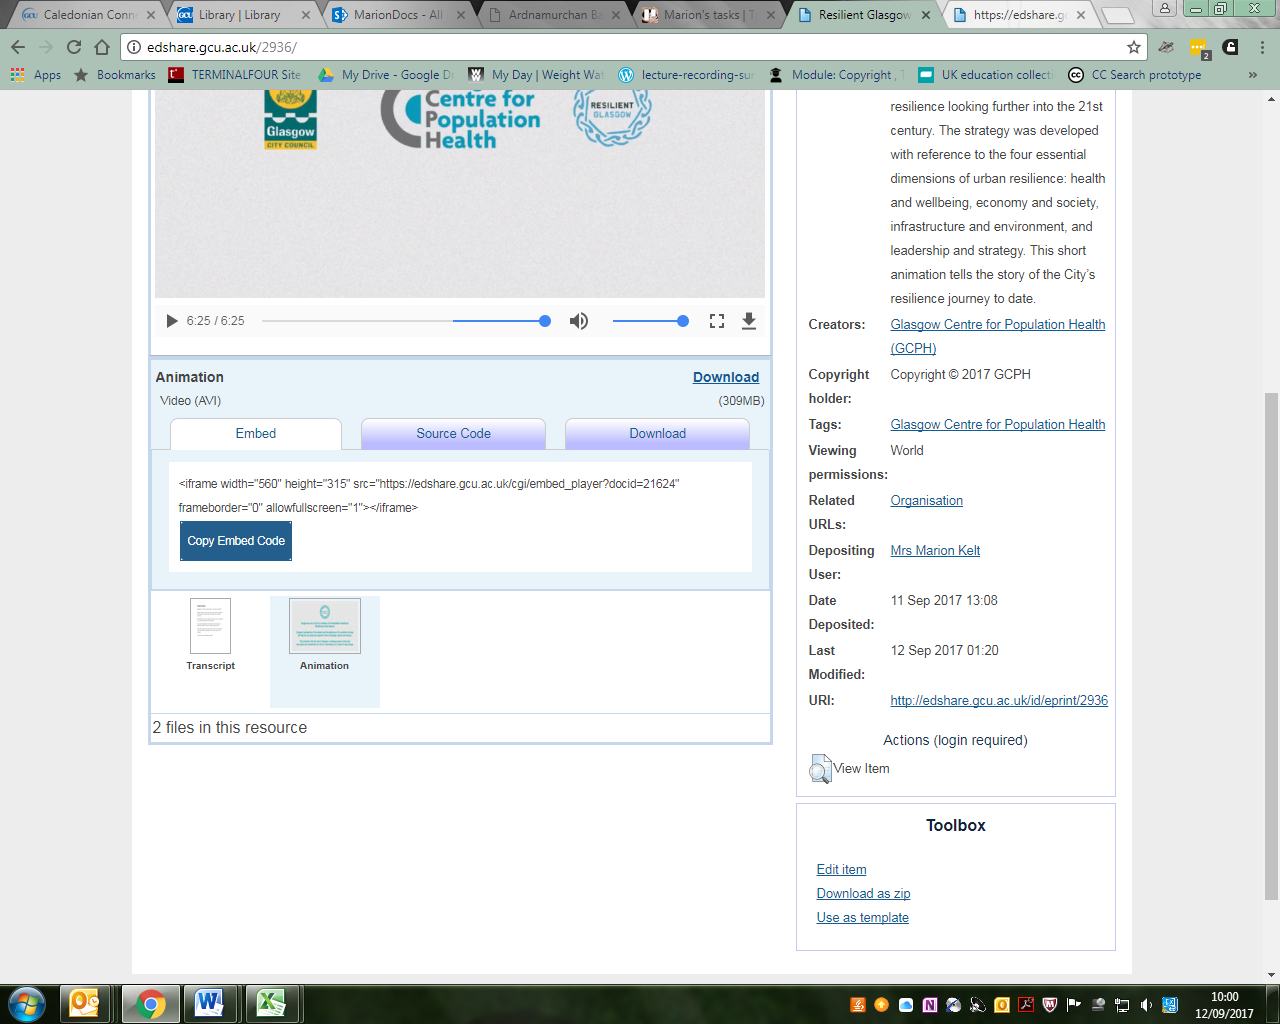 Caledonian Conn
Library | Library
MarionDocs - All
Ardnamurchan Ba
Marion's tasks | T
Resilient Glasgow
https://edshare.gc
edshare.gcu.ac.uk/2936/
2
Apps
Bookmarks
TERMINALFOUR Site
My Drive - Google Dr
My Day | Weight Wat
lecture-recording-sur
Module: Copyright , T
UK education collecti
CC Search prototype
»
Glasgow
CITY COUNCIL
Centre for
Population
Health
RESILIENT
GLASGOW
6:25 / 6:25
Animation
Download
Video (AVI)
(309MB)
Embed
Source Code
Download
<iframe width="560" height="315" src="https://edshare.gcu.ac.uk/cgi/embed_player?docid=21624"
frameborder="0" allowfullscreen="1"></iframe>
Copy Embed Code
Transcript
Animation
2 files in this resource
resilience looking further into the 21st
century. The strategy was developed
with reference to the four essential
dimensions of urban resilience: health
and wellbeing, economy and society,
infrastructure and environment, and
leadership and strategy. This short
animation tells the story of the City's
resilience journey to date.
Creators:
Glasgow Centre for Population Health
(GCPH)
Copyright
holder:
Copyright © 2017 GCPH
Tags:
Glasgow Centre for Population Health
Viewing
permissions:
World
Related
URLs:
Organisation
Depositing
User:
Mrs Marion Kelt
Date
Deposited:
11 Sep 2017 13:08
Last
Modified:
12 Sep 2017 01:20
URI:
http://edshare.gcu.ac.uk/id/eprint/2936
Actions (login required)
View Item
Toolbox
Edit item
Download as zip
Use as template
10:00
12/09/2017